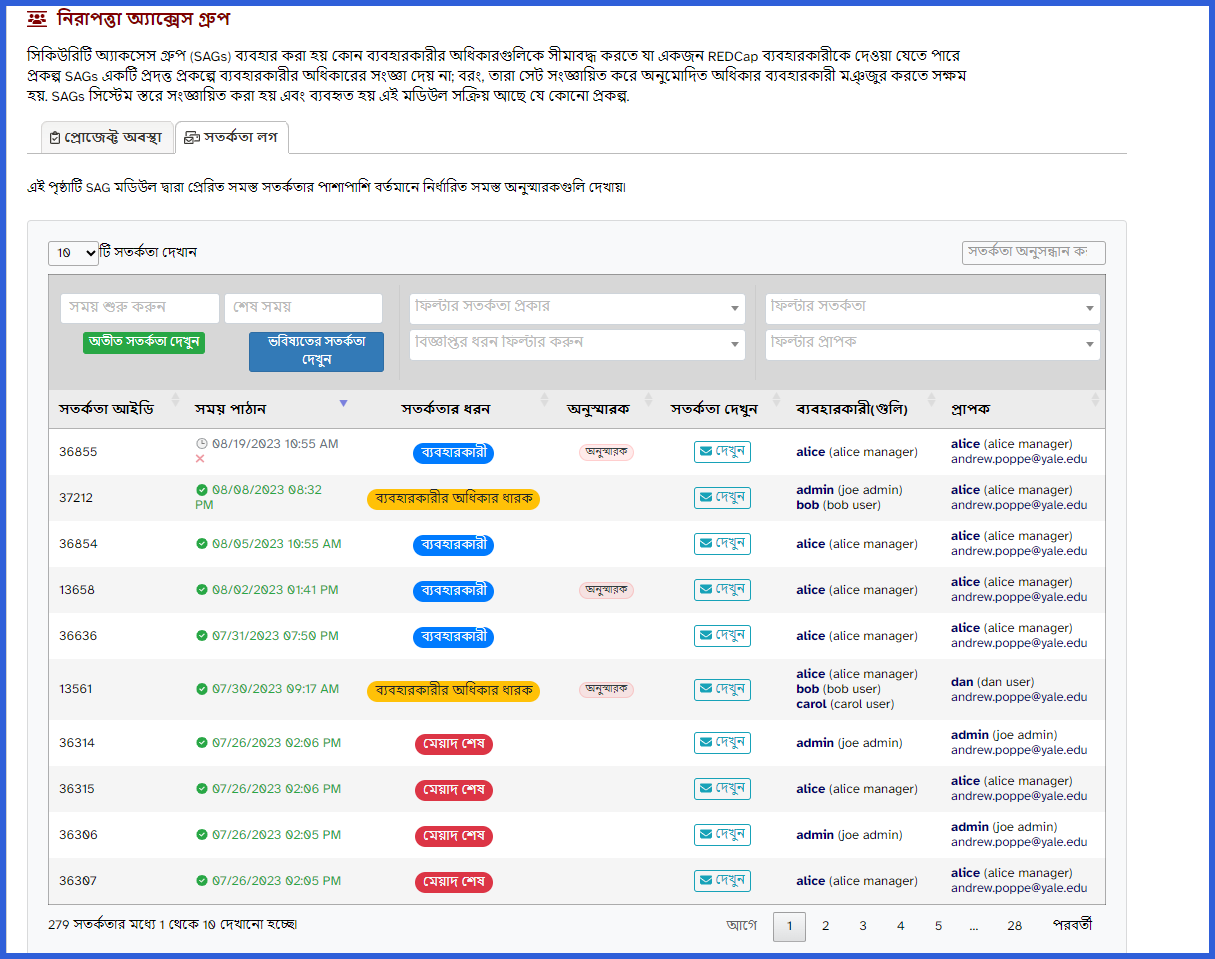 নিরাপত্তা অ্যাক্সেস গ্রুপ
সিকিউরিটি অ্যাকসেস গ্রুপ (SAGs) ব্যবহার করা হয় কোন ব্যবহারকারীর অধিকারগুলিকে সীমাবদ্ধ করতে যা একজন REDCap ব্যবহারকারীকে দেওয়া যেতে পারে
প্রকল্প SAGs একটি প্রদত্ত প্রকল্পে ব্যবহারকারীর অধিকারের সংজ্ঞা দেয় না; বরং, তারা সেট সংজ্ঞায়িত করে অনুমোদিত অধিকার ব্যবহারকারী মঞ্জুর করতে সক্ষম
হয়. SAGs সিস্টেম স্তরে সংজ্ঞায়িত করা হয় এবং ব্যবহৃত হয় এই মডিউল সক্রিয় আছে যে কোনো প্রকল্প.
প্রোজেক্ট অবস্থা সতর্কতা লগ
এই পৃষ্ঠাটি SAG মডিউল দ্বারা প্রেরিত সমস্ত সতর্কতার পাশাপাশি বর্তমানে নির্ধারিত সমস্ত অনুস্মারকগুলি দেখায়৷
10 টি সতর্কতা দেখান সতর্কতা অনুসন্ধান ক
সময় শুরু করুন শেষ সময় ফিল্টার সতর্কতা প্রকার ফিল্টার সতর্কতা
অতীত সতর্কতা দেখুন ভবিষ্যতের সতর্কতা দেখুন বিজ্ঞপ্তির ধরন ফিল্টার করুন ফিল্টার প্রাপক
সতর্কতা আইডি সময় পাঠান সতর্কতার ধরন অনুস্মারক সতর্কতা দেখুন ব্যবহারকারী(গুলি) প্রাপক
36855 08/19/2023 10:55 AM ব্যবহারকারী অনুস্মারক দেখুন alice (alice manager) alice (alice manager)
andrew.poppe@yale.edu
37212 08/08/2023 08:32 PM ব্যবহারকারীর অধিকার ধারক দেখুন admin (joe admin) alice (alice manager)
bob (bob user) andrew.poppe@yale.edu
36854 08/05/2023 10:55 AM ব্যবহারকারী দেখুন alice (alice manager) alice (alice manager)
andrew.poppe@yale.edu
13658 08/02/2023 01:41 PM ব্যবহারকারী অনুস্মারক দেখুন alice (alice manager) alice (alice manager)
andrew.poppe@yale.edu
36636 07/31/2023 07:50 PM ব্যবহারকারী দেখুন alice (alice manager) alice (alice manager)
andrew.poppe@yale.edu
13561 07/30/2023 09:17 AM ব্যবহারকারীর অধিকার ধারক অনুস্মারক দেখুন alice (alice manager) dan (dan user)
bob (bob user) andrew.poppe@yale.edu
carol (carol user)
36314 07/26/2023 02:06 PM মেয়াদ শেষ দেখুন admin (joe admin) admin (joe admin)
andrew.poppe@yale.edu
36315 07/26/2023 02:06 PM মেয়াদ শেষ দেখুন alice (alice manager) alice (alice manager)
andrew.poppe@yale.edu
36306 07/26/2023 02:05 PM মেয়াদ শেষ দেখুন admin (joe admin) admin (joe admin)
andrew.poppe@yale.edu
36307 07/26/2023 02:05 PM মেয়াদ শেষ দেখুন alice (alice manager) alice (alice manager)
andrew.poppe@yale.edu
279 সতর্কতার মধ্যে 1 থেকে 10 দেখানো হচ্ছে৷ আগে 1 2 3 4 5 ... 28 পরবর্তী